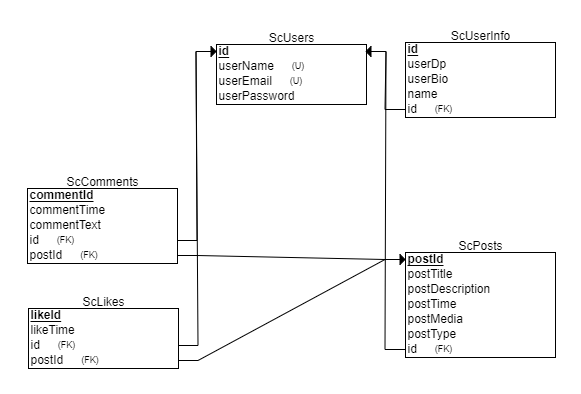 ScUsers
id
userName (U)
userEmail (U)
userPassword
ScUserInfo
id
userDp
userBio
name
id (FK)
ScComments
commentId
commentTime
commentText
id (FK)
postId (FK)
ScLikes
likeId
likeTime
id (FK)
postId (FK)
ScPosts
postId
postTitle
postDescription
postTime
postMedia
postType
id (FK)